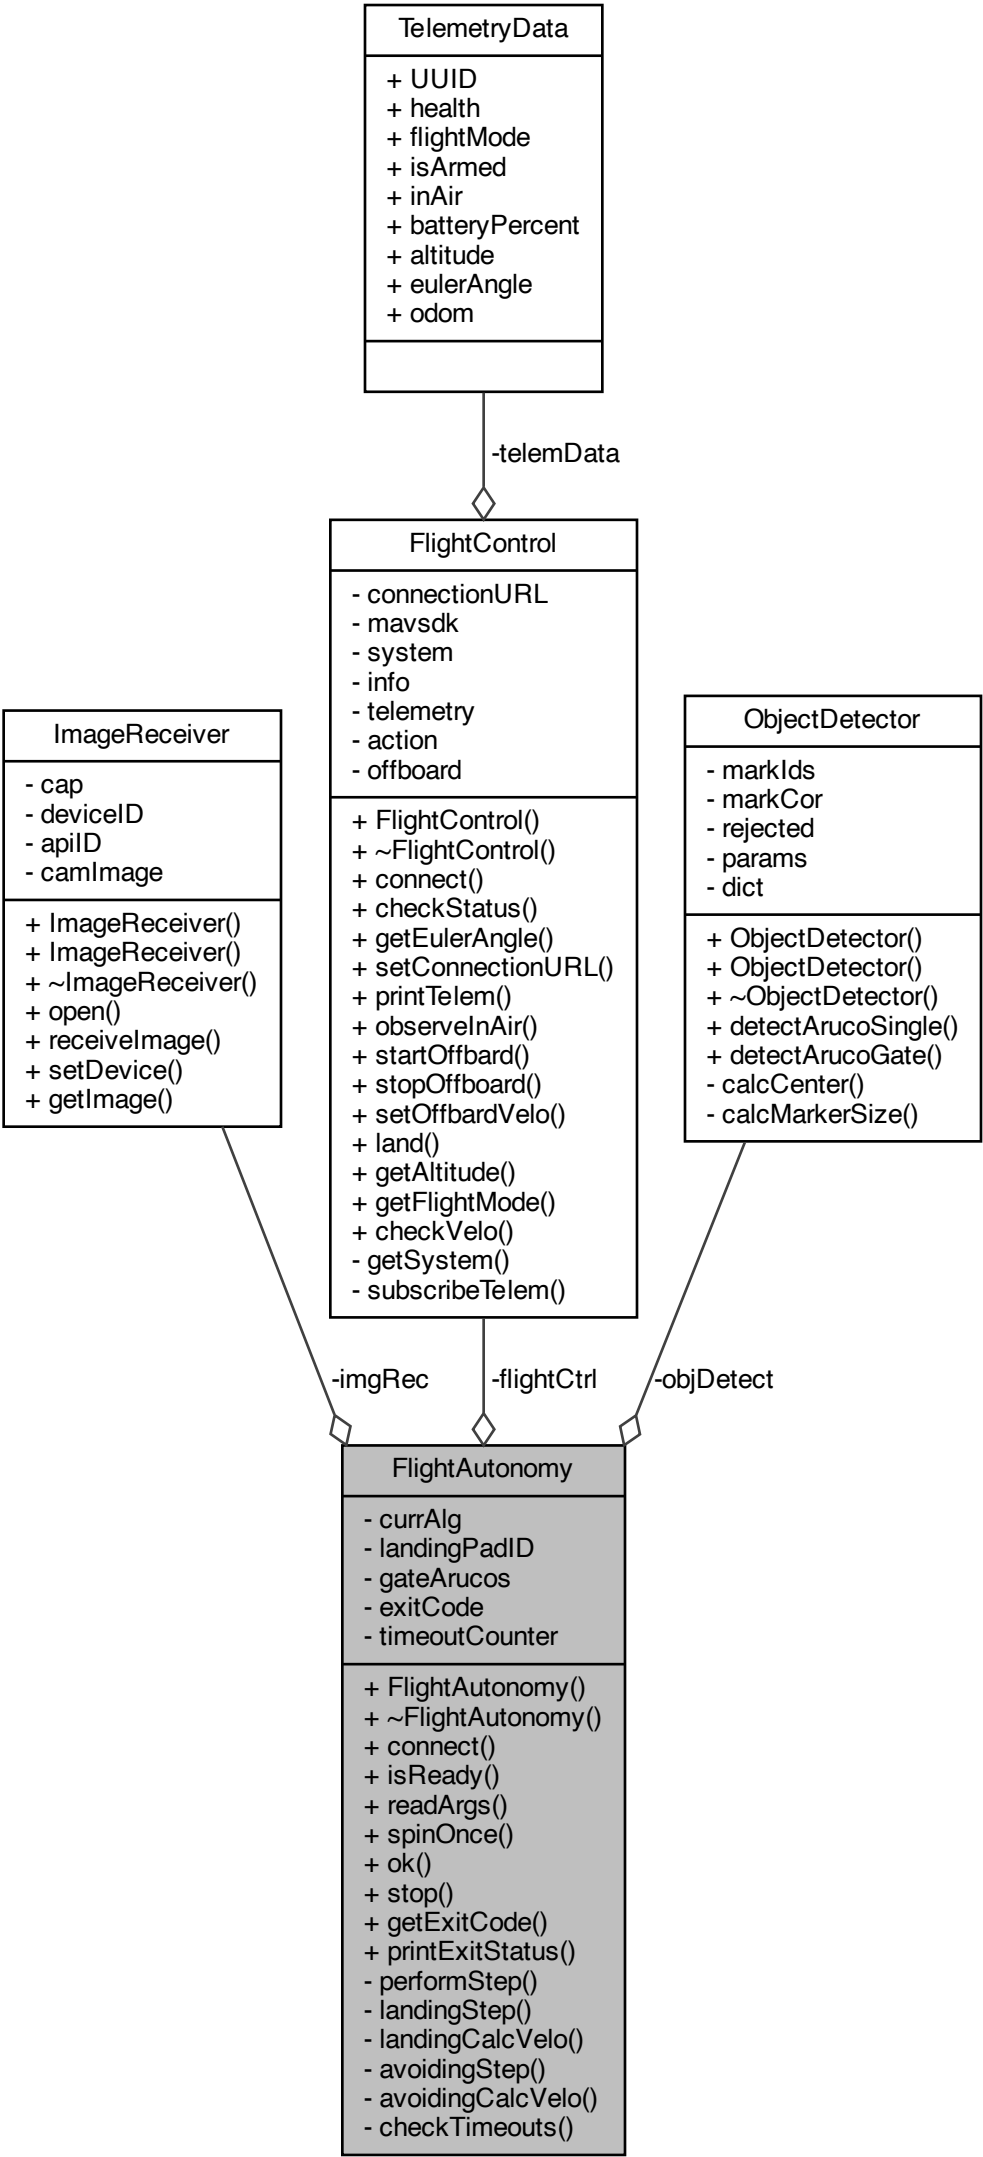 TelemetryData
+ UUID
+ health
+ flightMode
+ isArmed
+ inAir
+ batteryPercent
+ altitude
+ eulerAngle
+ odom
-telemData
FlightControl
- connectionURL
- mavsdk
- system
- info
- telemetry
- action
- offboard
+ FlightControl()
+ ~FlightControl()
+ connect()
+ checkStatus()
+ getEulerAngle()
+ setConnectionURL()
+ printTelem()
+ observeInAir()
+ startOffbard()
+ stopOffboard()
+ setOffbardVelo()
+ land()
+ getAltitude()
+ getFlightMode()
+ checkVelo()
- getSystem()
- subscribeTelem()
ImageReceiver
- cap
- deviceID
- apiID
- camImage
+ ImageReceiver()
+ ImageReceiver()
+ ~ImageReceiver()
+ open()
+ receiveImage()
+ setDevice()
+ getImage()
ObjectDetector
- markIds
- markCor
- rejected
- params
- dict
+ ObjectDetector()
+ ObjectDetector()
+ ~ObjectDetector()
+ detectArucoSingle()
+ detectArucoGate()
- calcCenter()
- calcMarkerSize()
-imgRec
-flightCtrl
-objDetect
FlightAutonomy
- currAlg
- landingPadID
- gateArucos
- exitCode
- timeoutCounter
+ FlightAutonomy()
+ ~FlightAutonomy()
+ connect()
+ isReady()
+ readArgs()
+ spinOnce()
+ ok()
+ stop()
+ getExitCode()
+ printExitStatus()
- performStep()
- landingStep()
- landingCalcVelo()
- avoidingStep()
- avoidingCalcVelo()
- checkTimeouts()